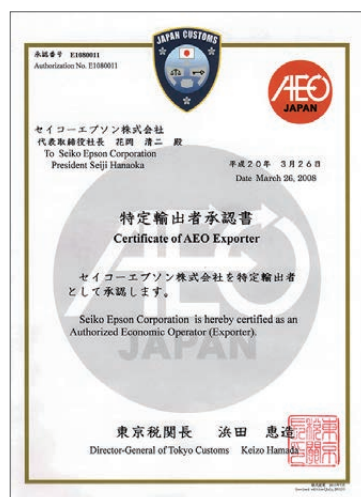 JAPAN CUSTOMS
承認番号 E1080011
Authorization No. E1080011
AEO
JAPAN
セイコーエプソン株式会社
代表取締役社長 花岡 清二 殿
To Seiko Epson Corporation
President Seiji Hanaoka
平成20年 3月26日
Date March 26, 2008
特定輸出者承認書
Certificate of AEO Exporter
セイコーエプソン株式会社を特定輸出者
として承認します。
Seiko Epson Corporation is hereby certified as an
Authorized Economic Operator (Exporter).
AEO
JAPAN
東京税関長 浜田 恵造
Director-General of Tokyo Customs Keizo Hamada